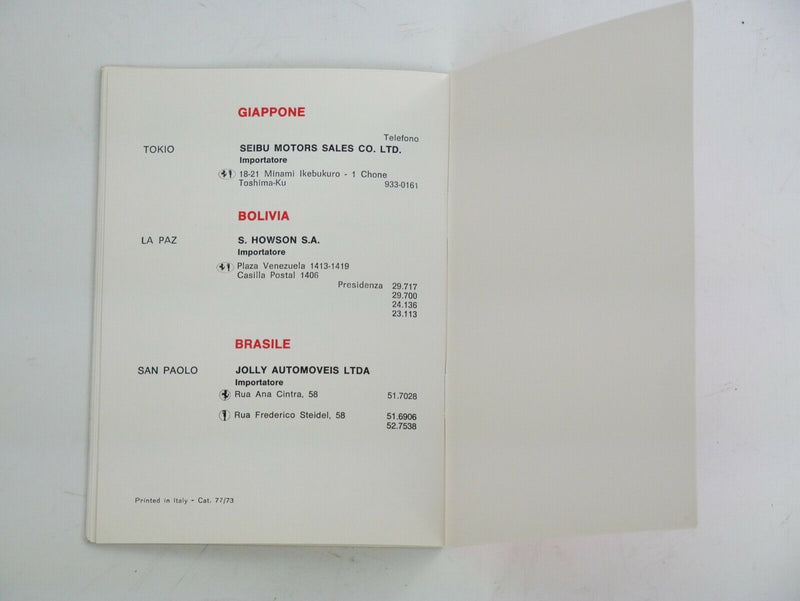 GIAPPONE
Telefono
TOKIO SEIBU MOTORS SALES CO. LTD.
Importatore
18-21 Minami Ikebukuro - 1 Chone
Toshima-Ku 933-0161
BOLIVIA
LA PAZ S. HOWSON S.A.
Importatore
Plaza Venezuela 1413-1419
Casilla Postal 1406
Presidenza 29.717
29.700
24.136
23.113
BRASILE
SAN PAOLO JOLLY AUTOMOVEIS LTDA
Importatore
Rua Ana Cintra, 58 51.7028
Rua Frederico Steidel, 58 51.6906
52.7538
Printed in Italy - Cat. 77/73